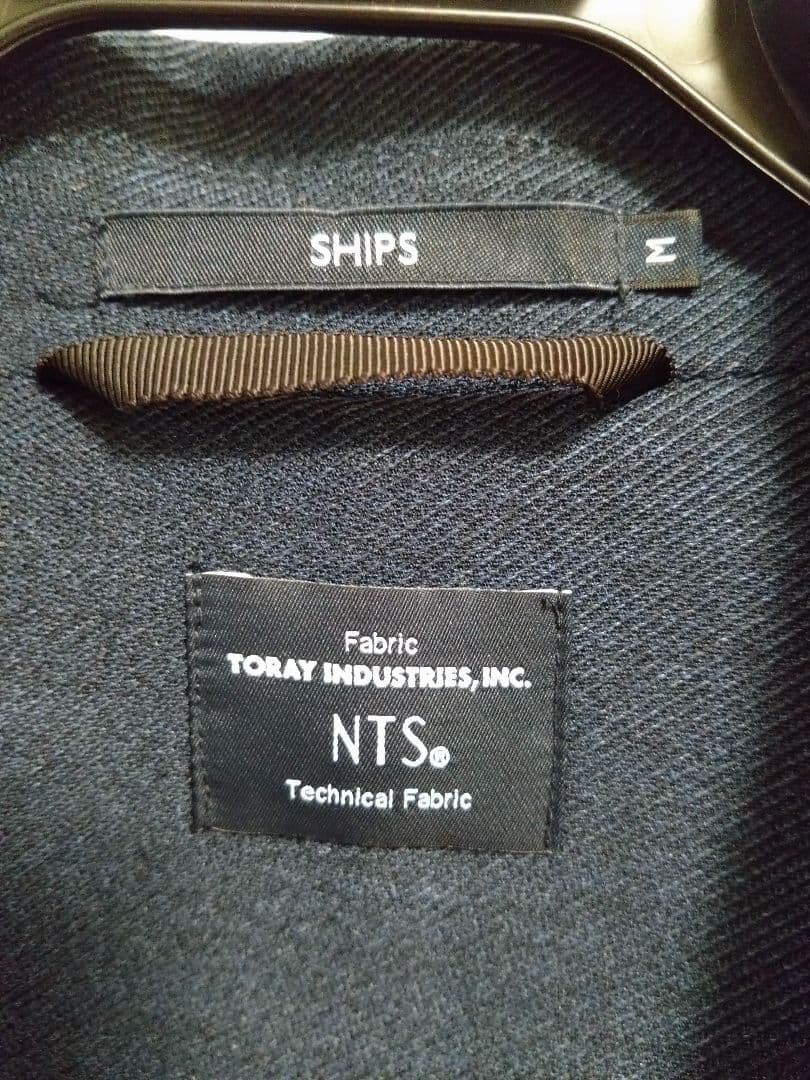 SHIPS
M
Fabric
TORAY INDUSTRIES, INC.
NTS®
Technical Fabric